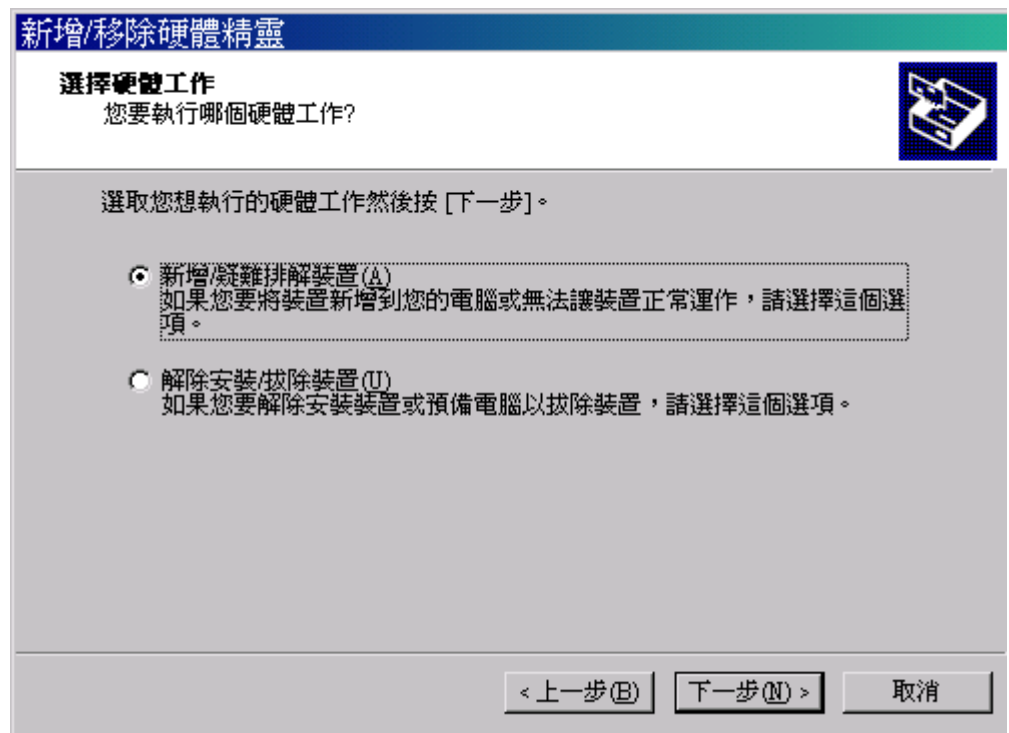 新增/移除硬體精靈
選擇硬體工作
您要執行哪個硬體工作?
選取您想執行的硬體工作然後按 [下一步]。
新增/疑難排解裝置(A)
如果您要將裝置新增到您的電腦或無法讓裝置正常運作，請選擇這個選
項。
解除安裝/拔除裝置(U)
如果您要解除安裝裝置或預備電腦以拔除裝置，請選擇這個選項。
<上一步(B) 下一步(N)> 取消